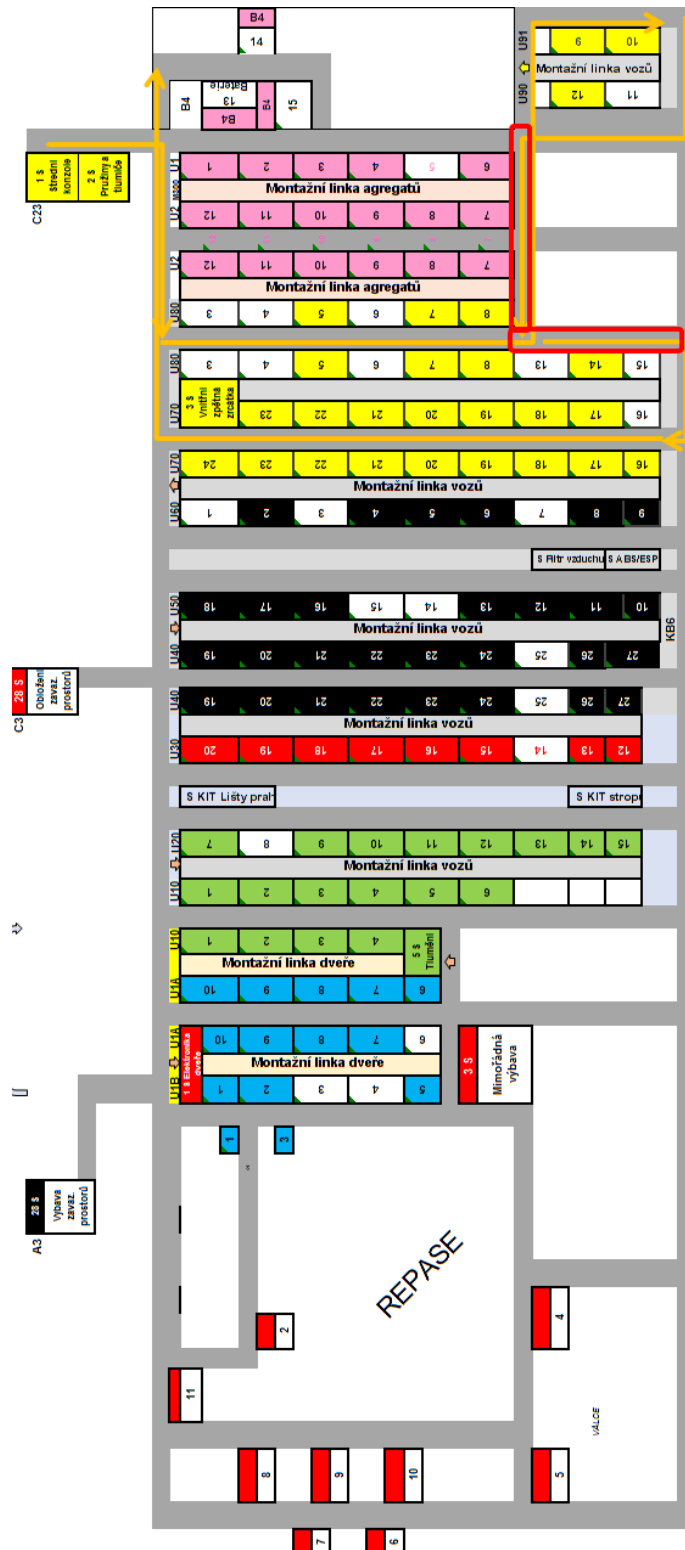 B4
14
B4
Baterie
13
B4
B4
15
U91
9
10
Montažní linka vozů
U90
12
11
C23
1 S
Stredni
konzole
2 S
Pružiny a
tlumiče
U1
1
2
3
4
5
6
Montažní linka agregatů
U2
12
11
10
9
8
7
U2
12
11
10
9
8
7
Montažní linka agregatů
U80
3
4
5
6
7
8
U80
3
4
5
6
7
8
13
14
15
U70
3 S
Vnitřní
zpětná
zrcátka
23
22
21
20
19
18
17
16
U70
24
23
22
21
20
19
18
17
16
Montažní linka vozů
U60
1
2
3
4
5
6
7
8
9
S Filtr vzduchu
S ABS/ESP
U50
18
17
16
15
14
13
12
11
10
Montažní linka vozů
KB6
U40
19
20
21
22
23
24
25
26
27
C3
28 S
Obložení
zavaz.
prostorů
U40
19
20
21
22
23
24
25
26
27
Montažní linka vozů
U30
20
19
18
17
16
15
14
13
12
S KIT Lišty prah
S KIT stropu
U20
7
8
9
10
11
12
13
14
15
Montažní linka vozů
U10
1
2
3
4
5
6
U10
1
2
3
4
5 S
Tlumění
Montažní linka dveře
U1A
10
9
8
7
6
U1A
1 S Elektronika
dveře
10
9
8
7
6
Montažní linka dveře
U1B
1
2
3
4
5
3 S
Mimořádná
výbava
1
3
A3
28 S
Vybava
zavaz.
prostorů
REPASE
2
4
11
VÁLGE
8
9
10
5
7
6